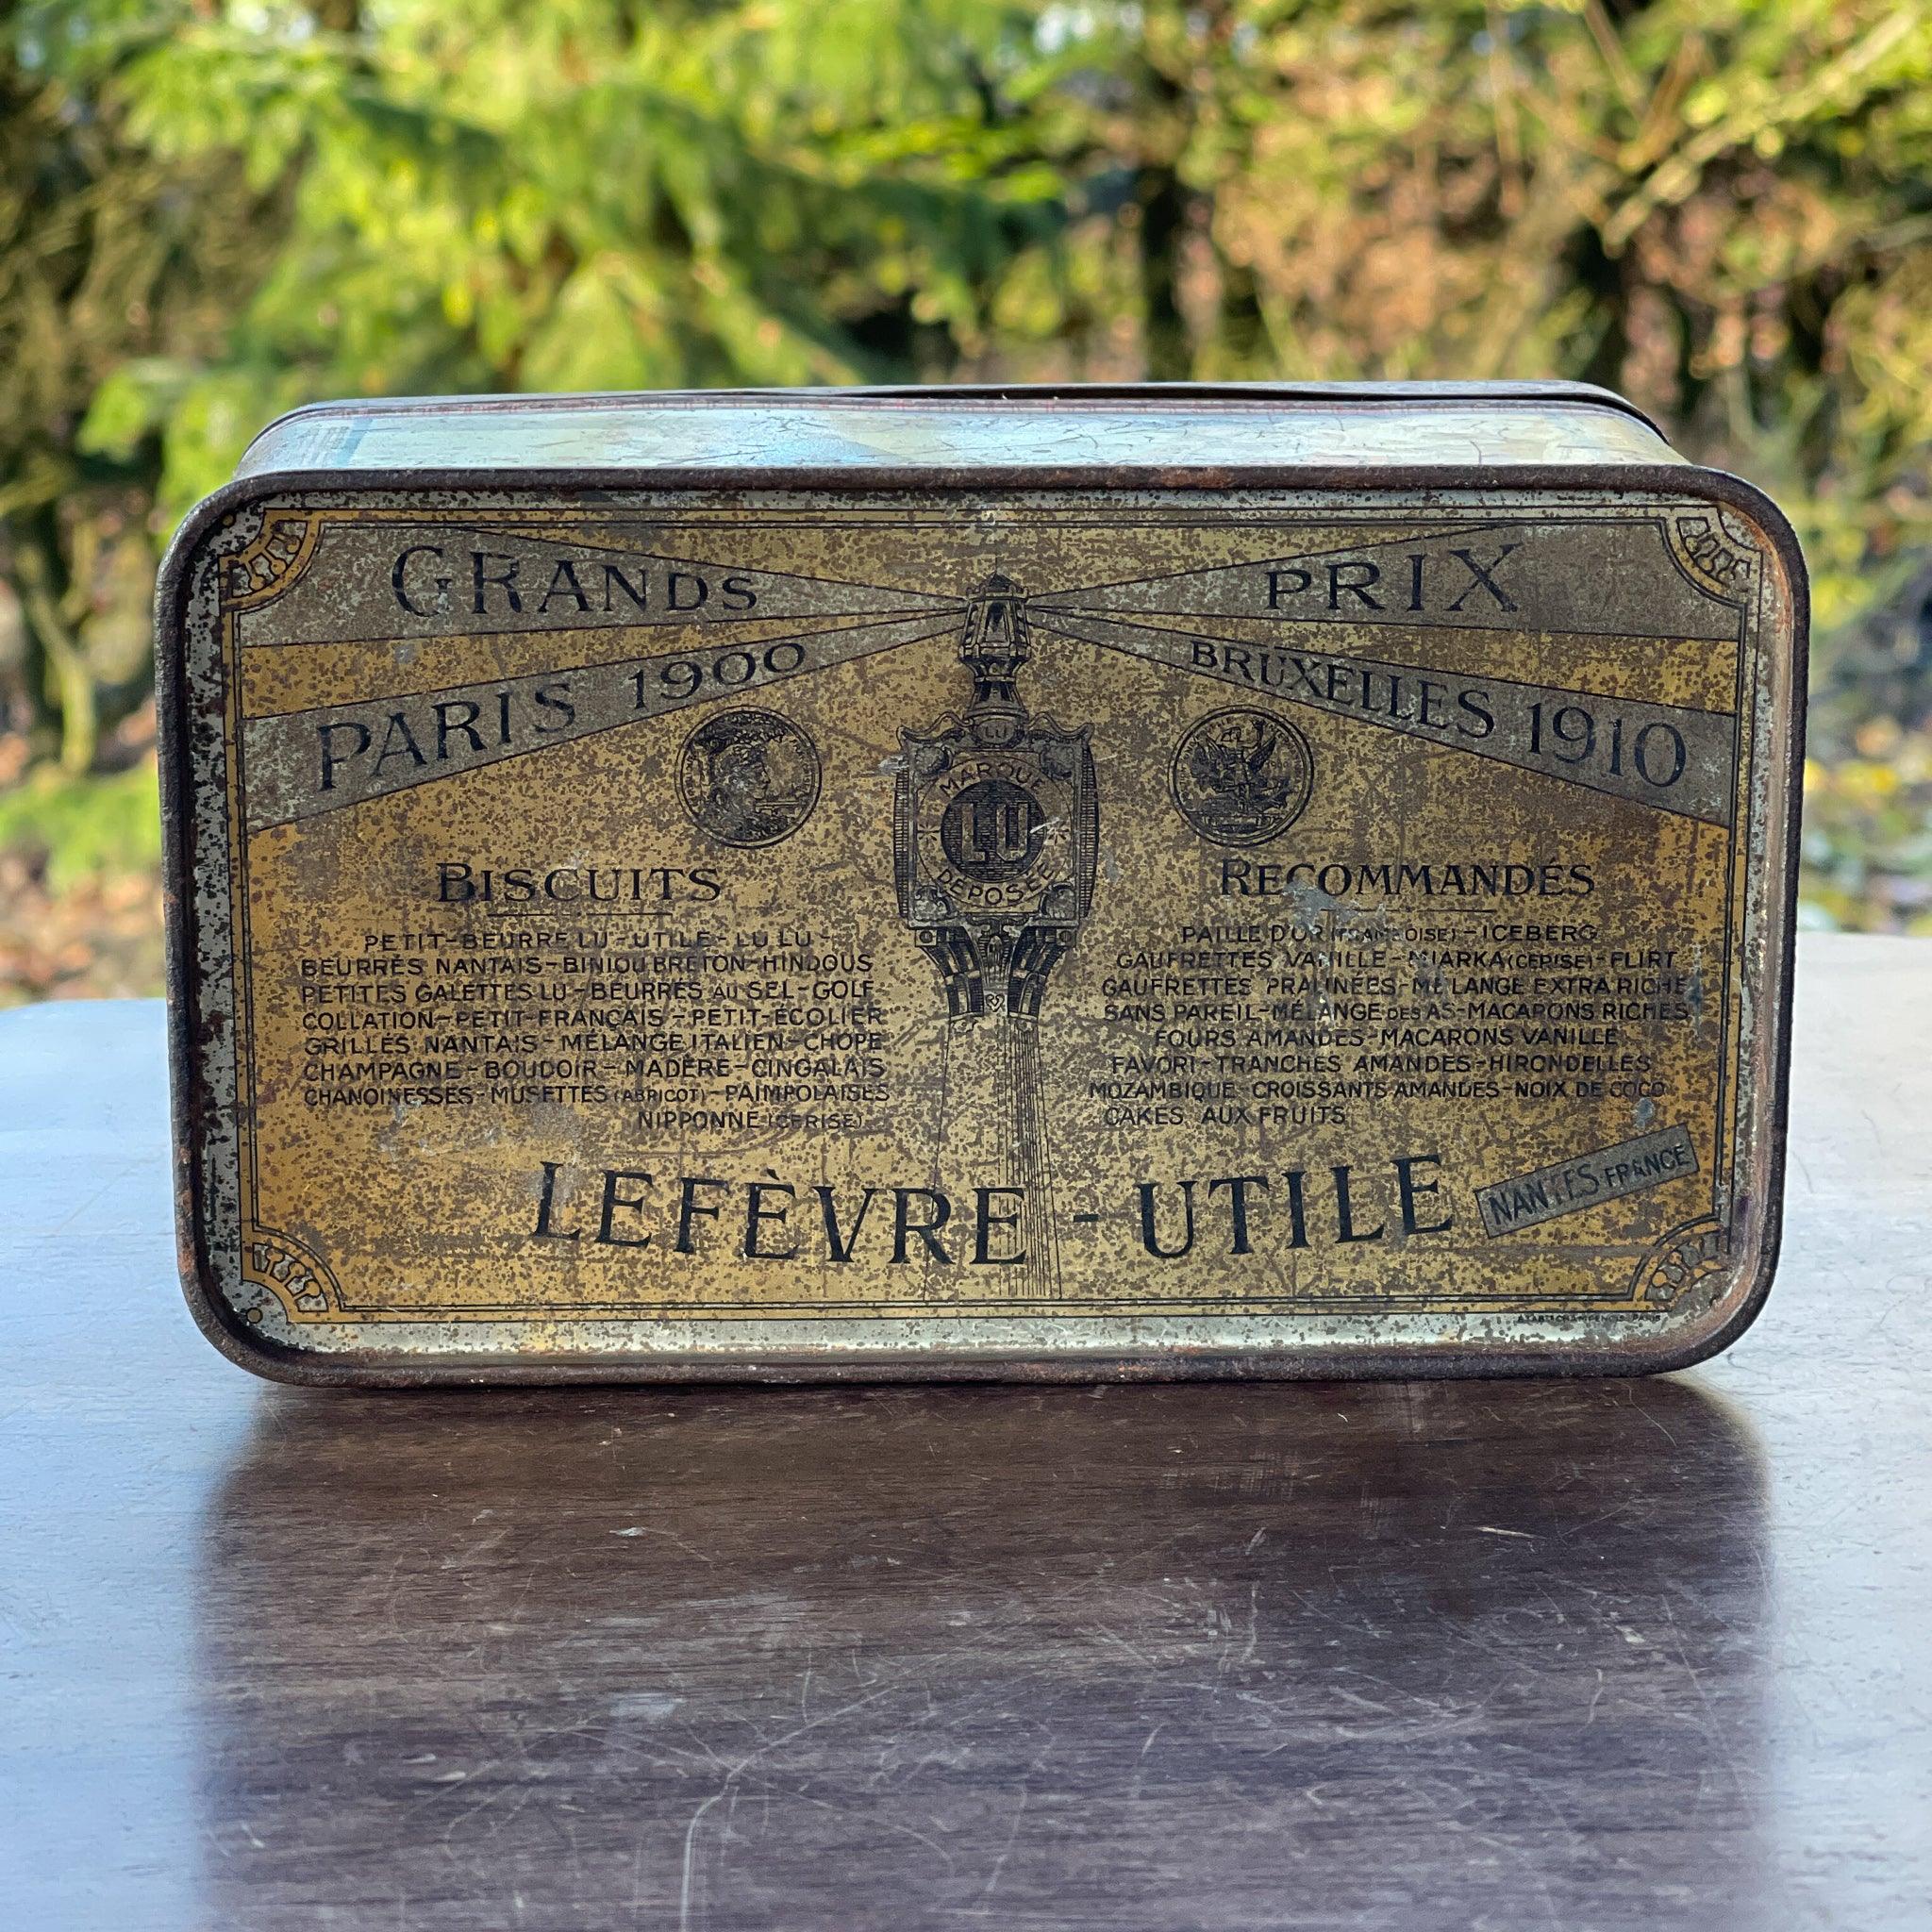 GRANDS PRIX
PARIS 1900 BRUXELLES 1910
LU
MARQUE
LU
DÉPOSÉE
BISCUITS
PETIT-BEURRE LU-UTILE-LU LU-
BEURRÉS NANTAIS-BINIOU BRETON-HINDOUS
PETITES GALETTES LU-BEURRÉS AU SEL-GOLF
COLLATION-PETIT-FRANÇAIS-PETIT-ÉCOLIER
GRILLÉS NANTAIS-MÉLANGE ITALIEN-CHOPE
CHAMPAGNE-BOUDOIR-MADÈRE-CINGALAIS
CHANOINESSES-MUSETTES (ABRICOT)-PAIMPOLAISES
NIPPONNE (CERISE)
RECOMMANDÉS
PAILLE D'OR (FRAMBOISE)-ICEBERG
GAUFRETTES VANILLE-MIARKA (CERISE)-FLIRT
GAUFRETTES PRALINÉES-MÉLANGE EXTRA RICHE
SANS PAREIL-MÉLANGE DES AS-MACARONS RICHES
FOURS AMANDES-MACARONS VANILLE
FAVORI-TRANCHES AMANDES-HIRONDELLES
MOZAMBIQUE-CROISSANTS AMANDES-NOIX DE COCO
CAKES AUX FRUITS
LEFÈVRE-UTILE
NANTES-FRANCE
PARIS